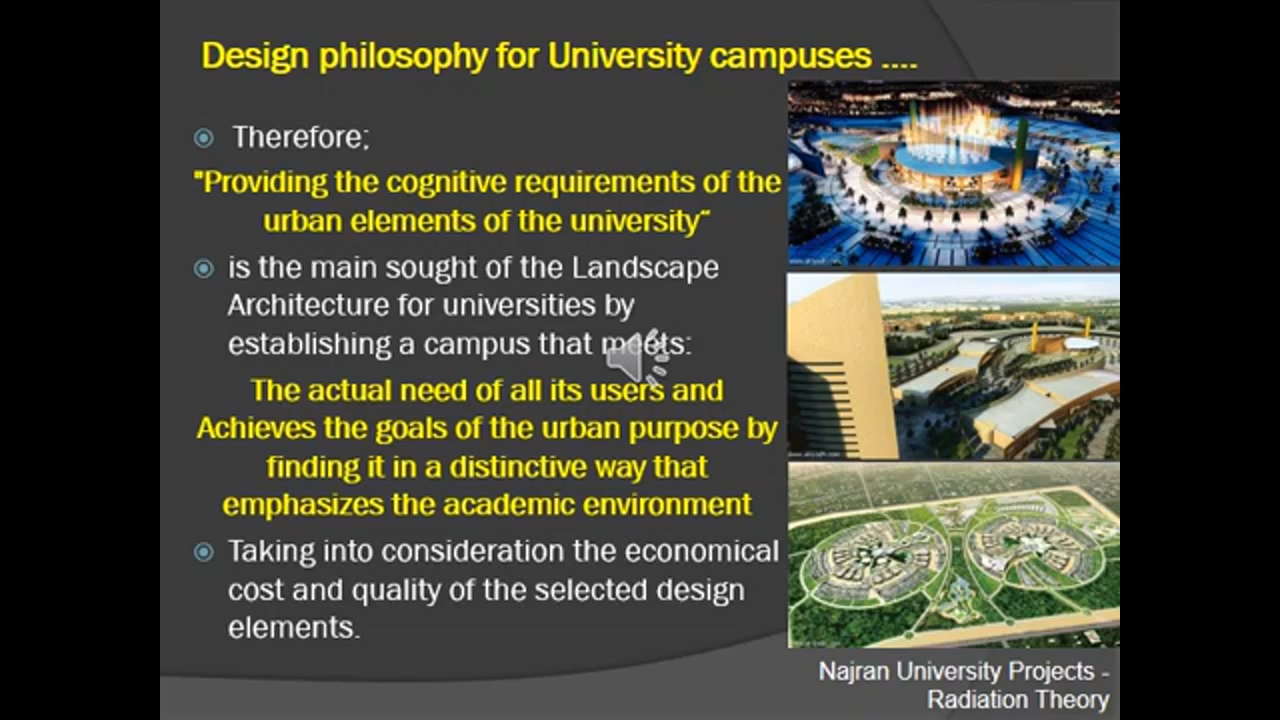 Design philosophy for University campuses ....
Therefore;
"Providing the cognitive requirements of the
urban elements of the university“
is the main sought of the Landscape
Architecture for universities by
establishing a campus that meets:
The actual need of all its users and
Achieves the goals of the urban purpose by
finding it in a distinctive way that
emphasizes the academic environment
Taking into consideration the economical
cost and quality of the selected design
elements.
Najran University Projects -
Radiation Theory